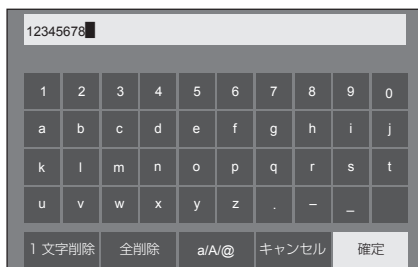 12345678
1 2 3 4 5 6 7 8 9 0
a b c d e f g h i j
k l m n o p q r s t
u v w x y z . – _
1 文字削除 全削除 a/A/@ キャンセル 確定